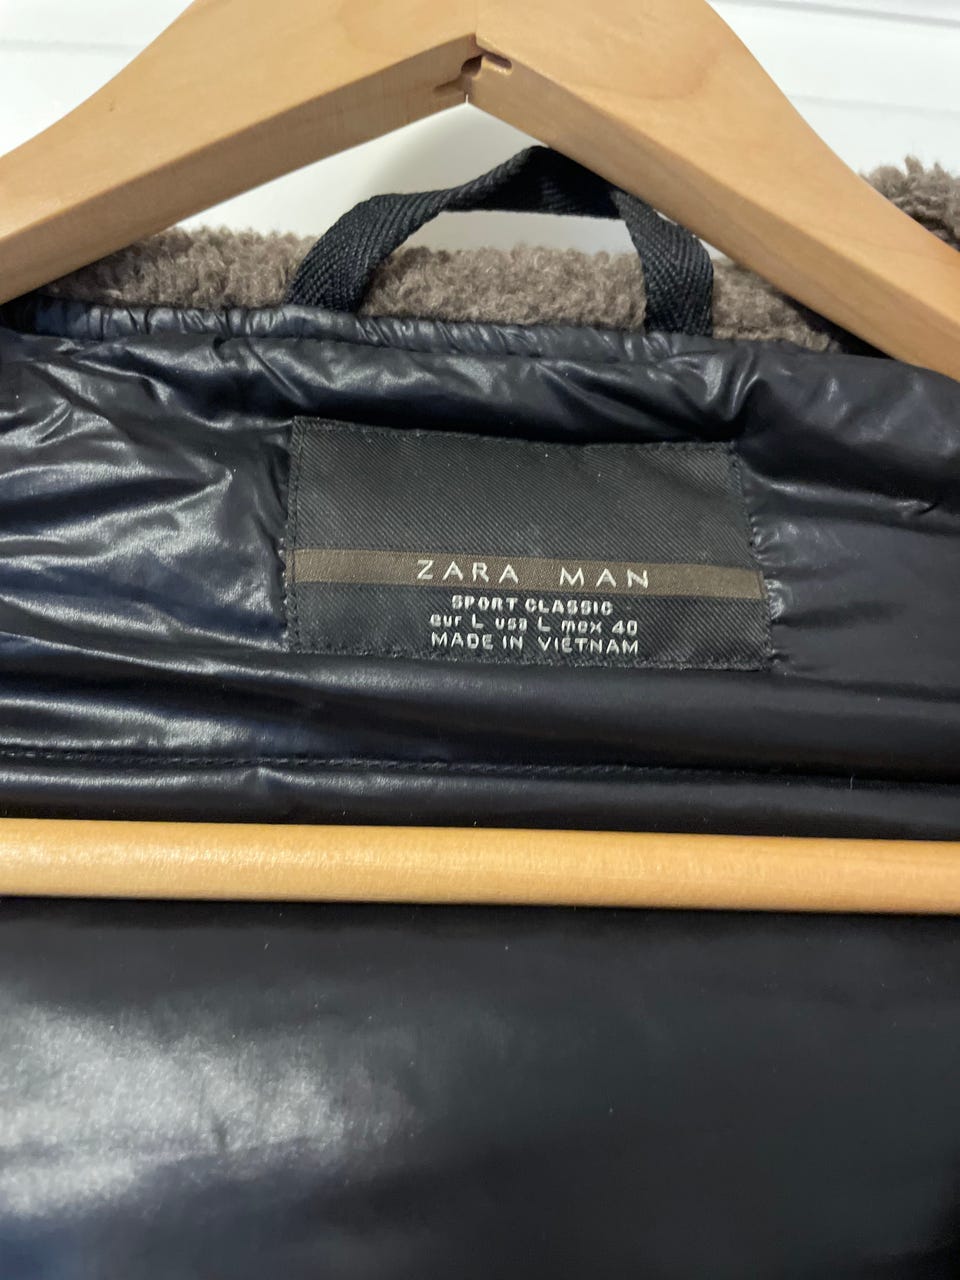 ZARA MAN
SPORT CLASSIC
eur L usa L mex 40
MADE IN VIETNAM